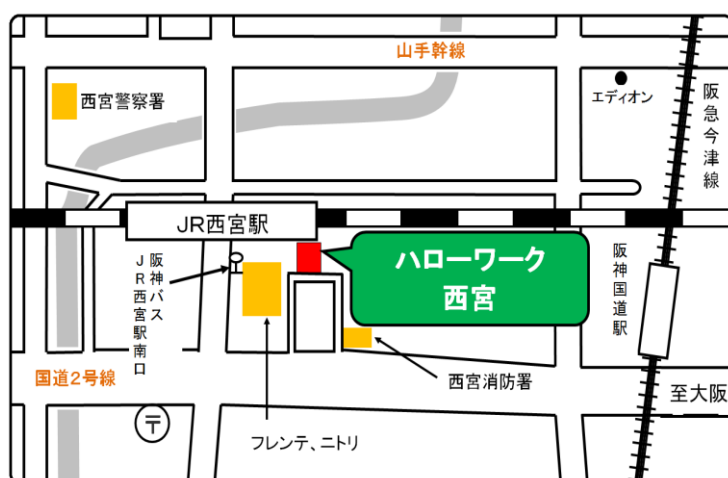 山手幹線
西宮警察署
エディオン
阪急今津線
JR西宮駅
ハローワーク
西宮
阪神バス
JR西宮駅南口
阪神国道駅
国道2号線
西宮消防署
至大阪
〒
フレンテ、ニトリ